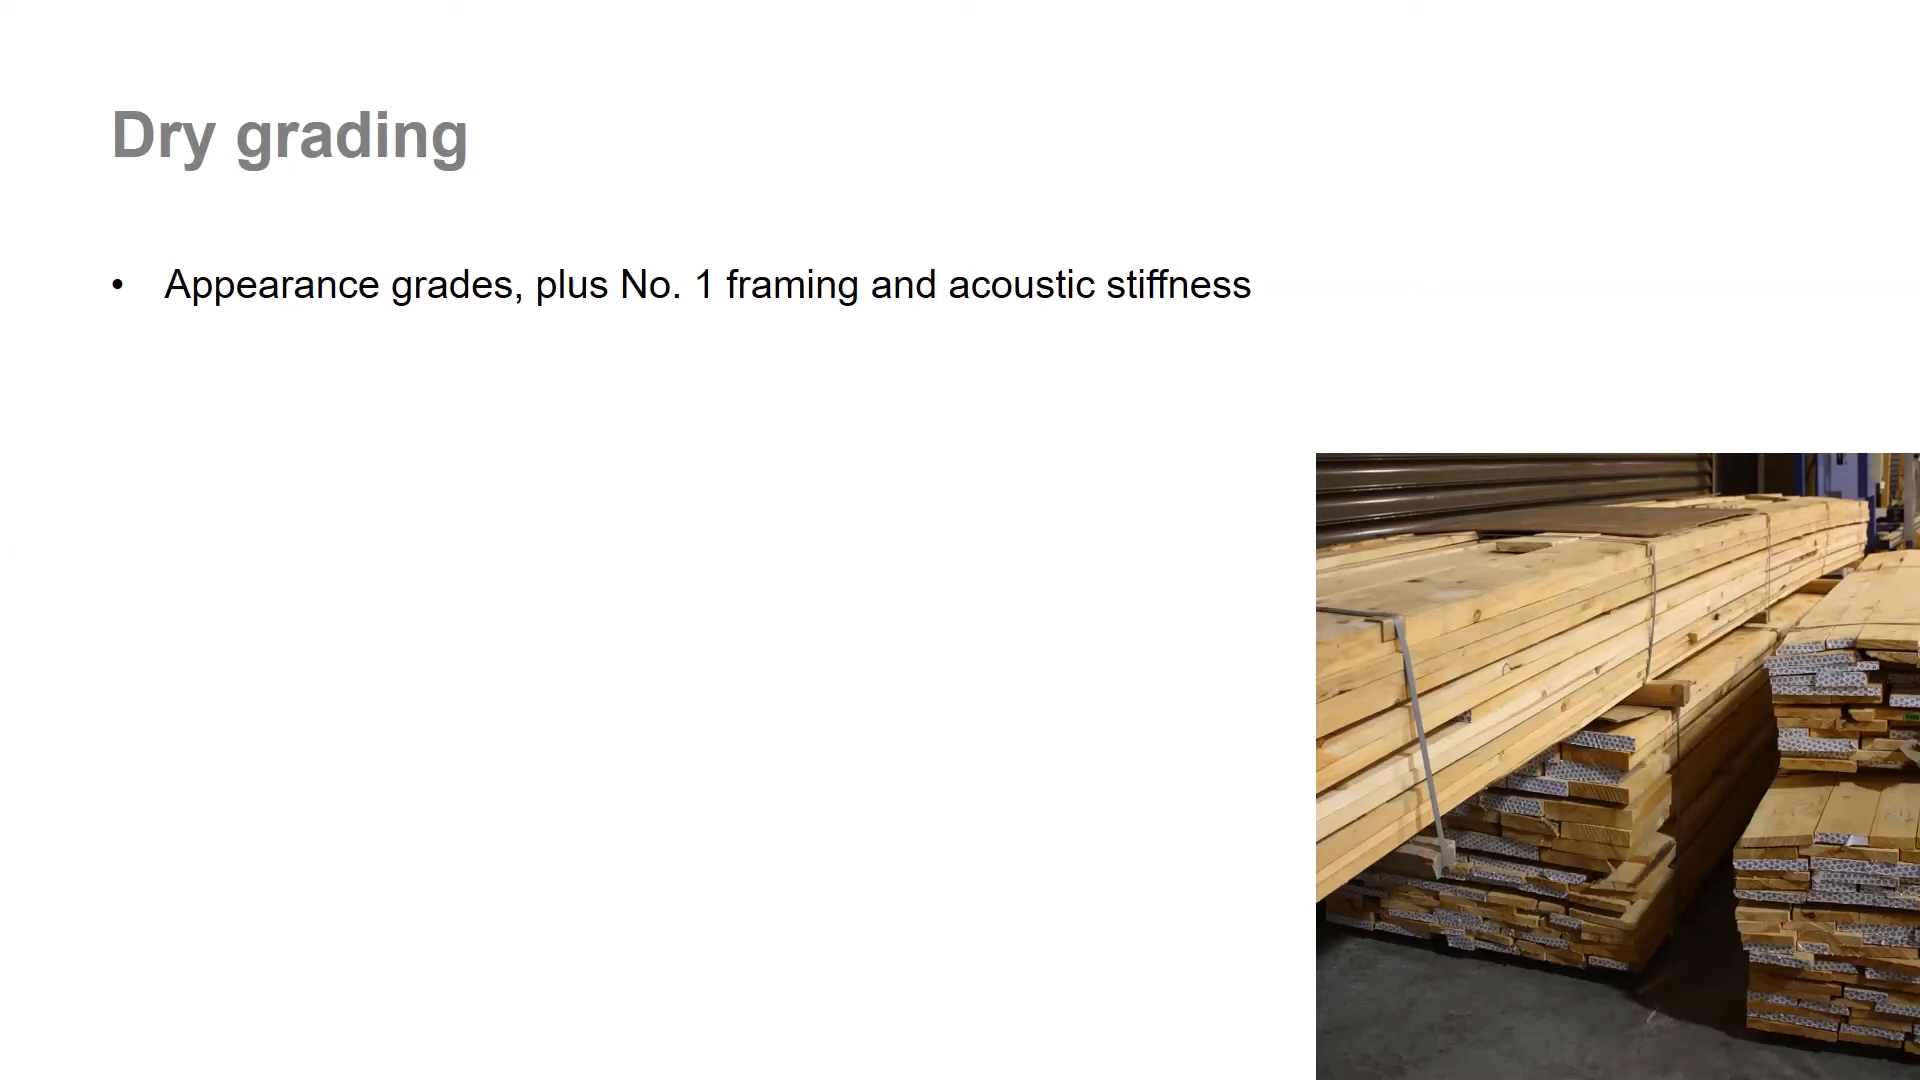 Dry grading
• Appearance grades, plus No. 1 framing and acoustic stiffness